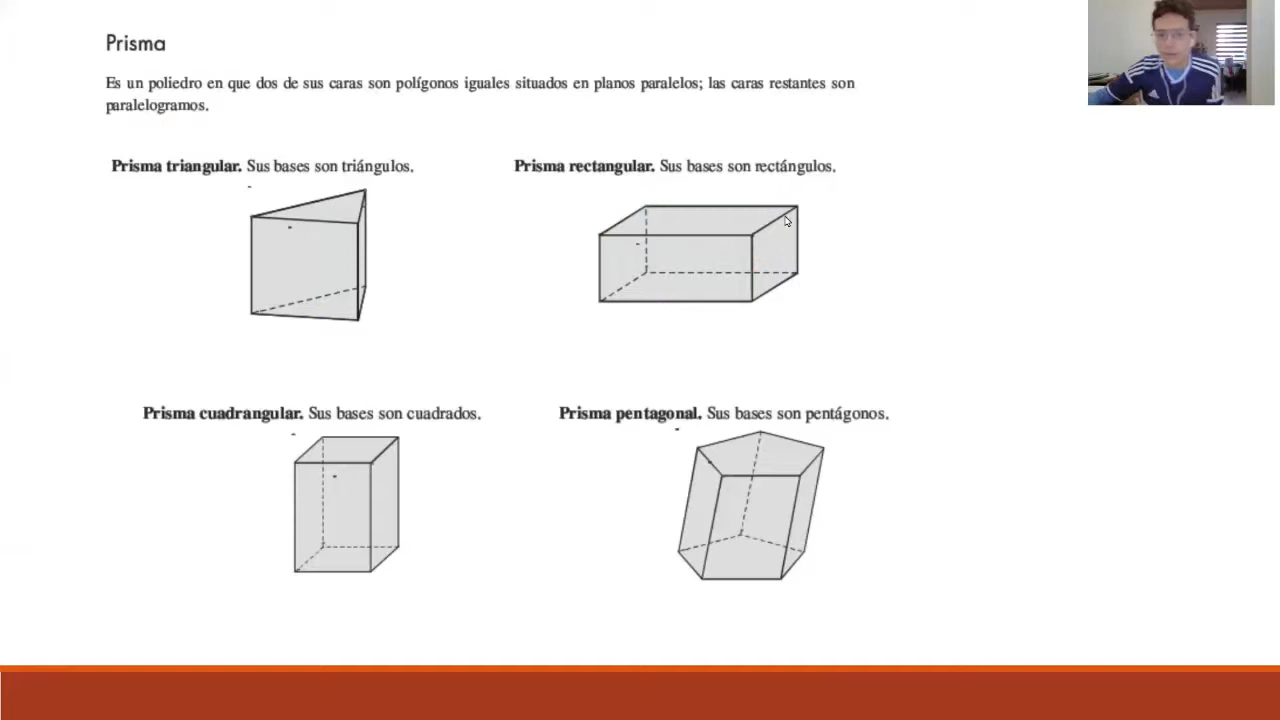 Prisma
Es un poliedro en que dos de sus caras son polígonos iguales situados en planos paralelos; las caras restantes son
paralelogramos.
Prisma triangular. Sus bases son triángulos.
Prisma rectangular. Sus bases son rectángulos.
Prisma cuadrangular. Sus bases son cuadrados.
Prisma pentagonal. Sus bases son pentágonos.